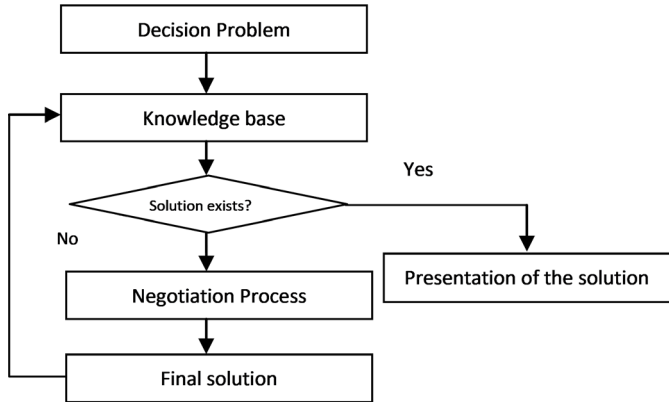 Decision Problem
Knowledge base
Yes
Solution exists?
No
Presentation of the solution
Negotiation Process
Final solution